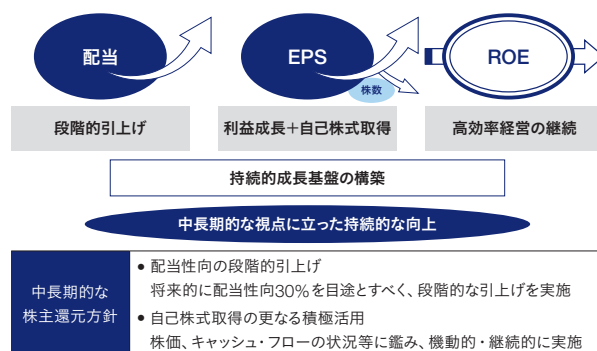 配当
EPS
ROE
株数
段階的引上げ
利益成長＋自己株式取得
高効率経営の継続
持続的成長基盤の構築
中長期的な視点に立った持続的な向上
中長期的な
株主還元方針
● 配当性向の段階的引上げ
将来的に配当性向30％を目途とすべく、段階的な引上げを実施
● 自己株式取得の更なる積極活用
株価、キャッシュ・フローの状況等に鑑み、機動的・継続的に実施